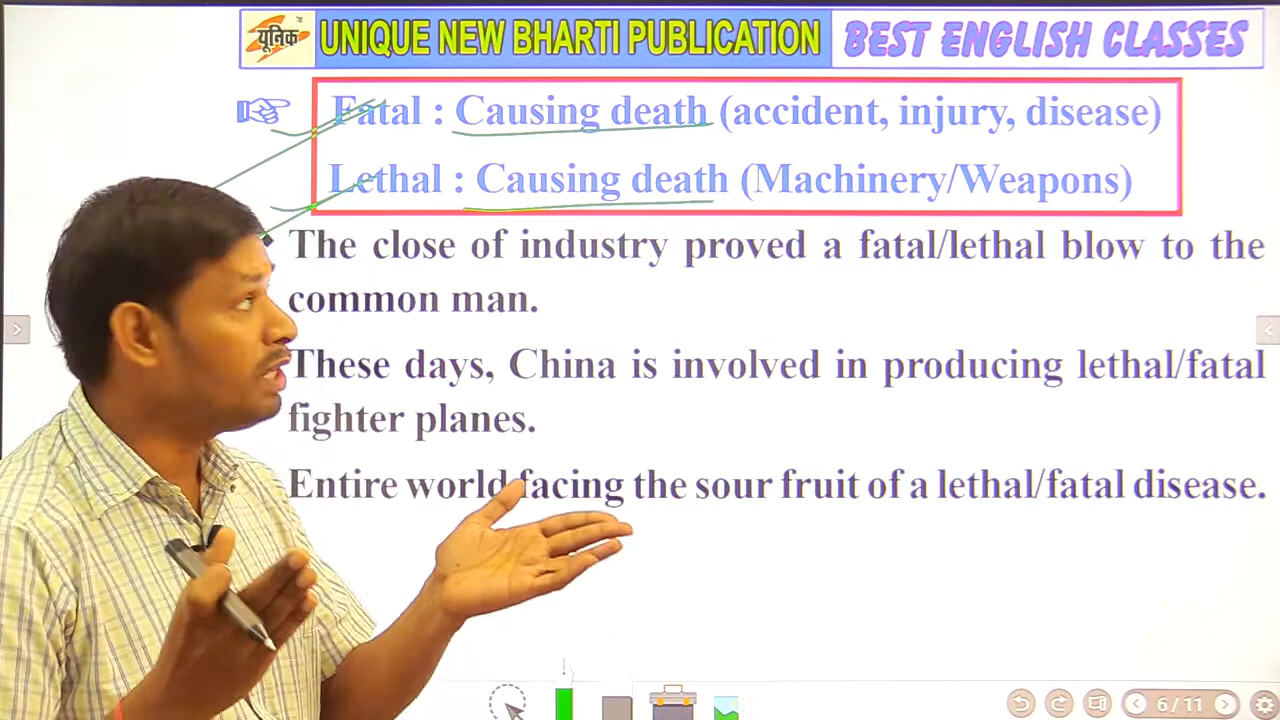 यूनिक UNIQUE NEW BHARTI PUBLICATION BEST ENGLISH CLASSES
Fatal : Causing death (accident, injury, disease)
Lethal : Causing death (Machinery/Weapons)
The close of industry proved a fatal/lethal blow to the
common man.
These days, China is involved in producing lethal/fatal
fighter planes.
Entire world facing the sour fruit of a lethal/fatal disease.
6/11